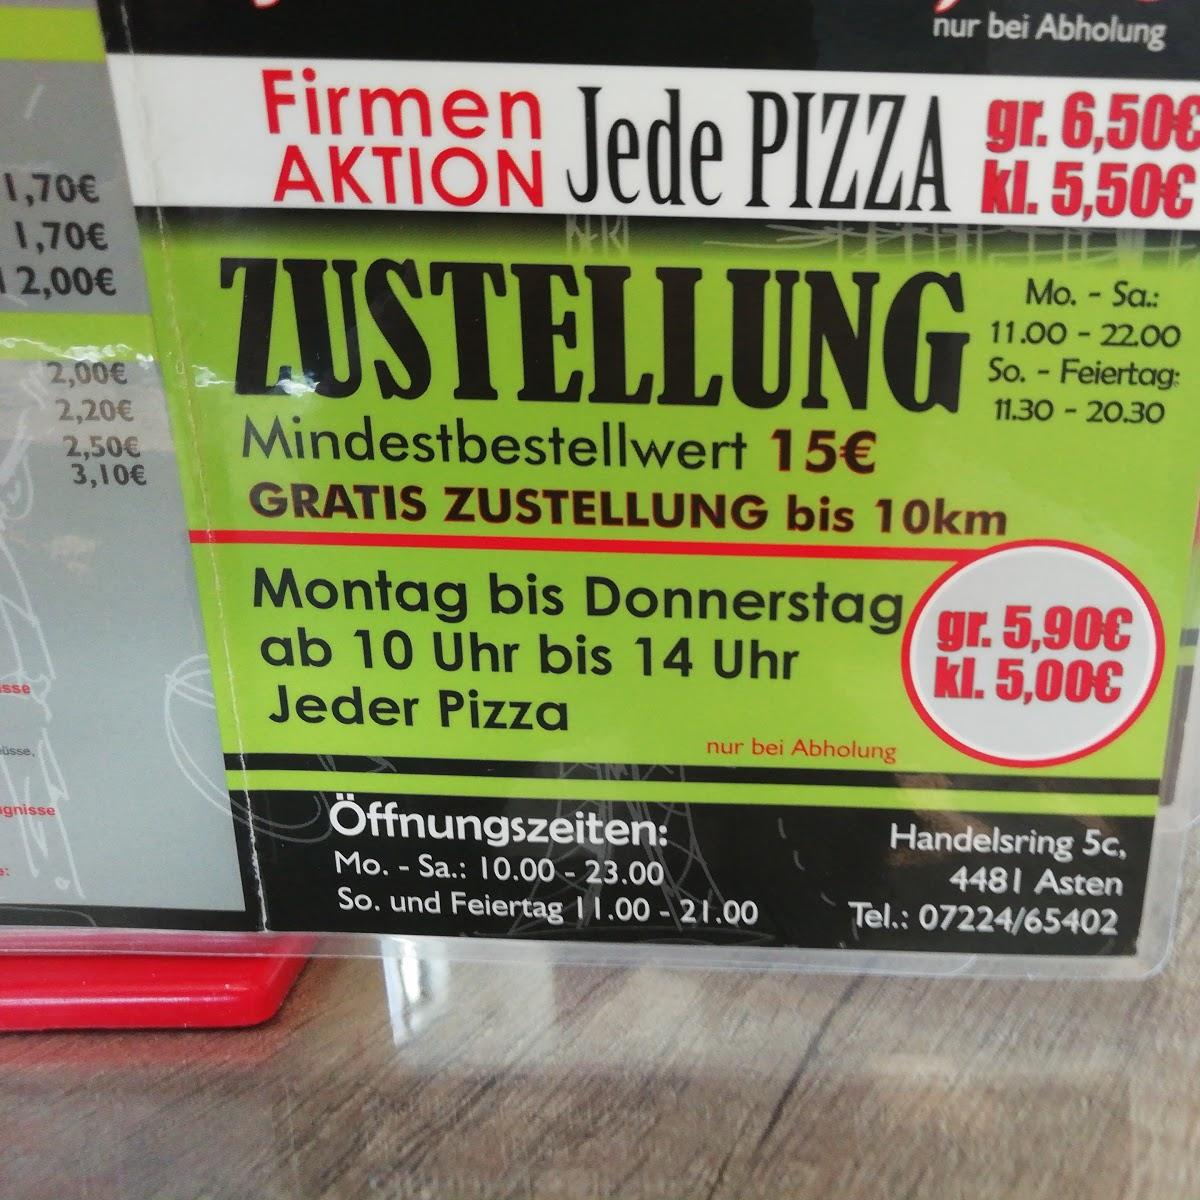 nur bei Abholung
Firmen
AKTION
Jede PIZZA
gr. 6,50€
kl. 5,50€
1,70€
1,70€
2,00€
2,00€
2,20€
2,50€
3,10€
ZUSTELLUNG
Mo. - Sa.:
11.00 - 22.00
So. - Feiertag:
11.30 - 20.30
Mindestbestellwert 15€
GRATIS ZUSTELLUNG bis 10km
Montag bis Donnerstag
ab 10 Uhr bis 14 Uhr
Jeder Pizza
gr. 5,90€
kl. 5,00€
nur bei Abholung
Öffnungszeiten:
Mo. - Sa.: 10.00 - 23.00
So. und Feiertag 11.00 - 21.00
Handelsring 5c,
4481 Asten
Tel.: 07224/65402